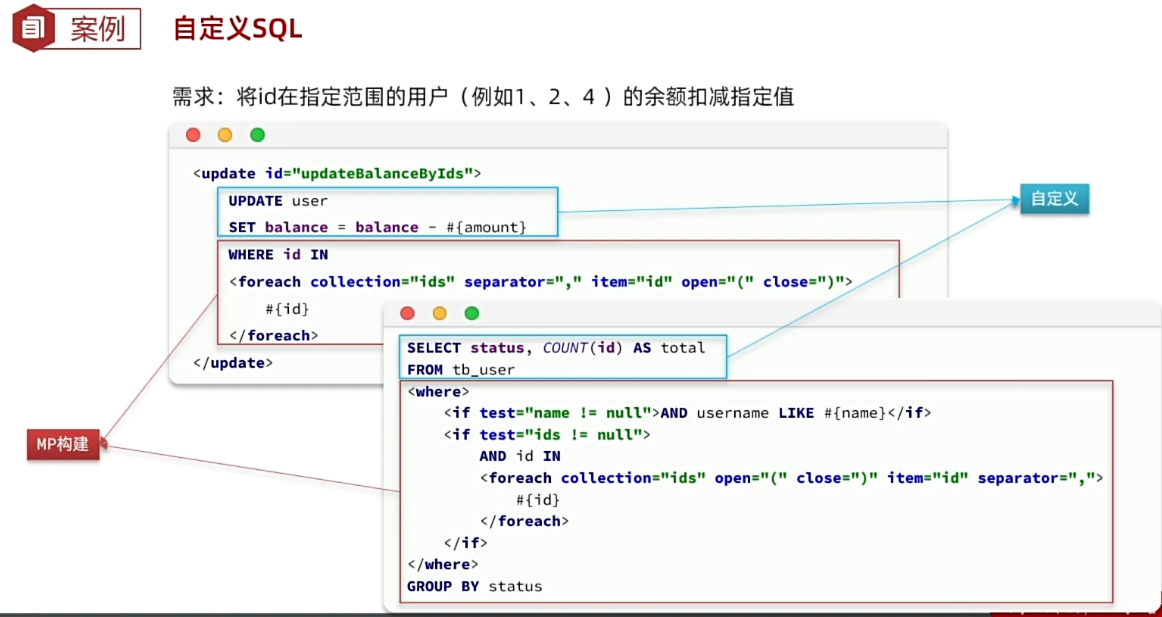 案例
自定义SQL
需求：将id在指定范围的用户（例如1、2、4 ）的余额扣减指定值
<update id="updateBalanceByIds">
UPDATE user
SET balance = balance - #{amount}
WHERE id IN
<foreach collection="ids" separator="," item="id" open="(" close=")">
#{id}
</foreach>
</update>
自定义
SELECT status, COUNT(id) AS total
FROM tb_user
<where>
<if test="name != null">AND username LIKE #{name}</if>
<if test="ids != null">
AND id IN
<foreach collection="ids" open="(" close=")" item="id" separator=",">
#{id}
</foreach>
</if>
</where>
GROUP BY status
MP构建